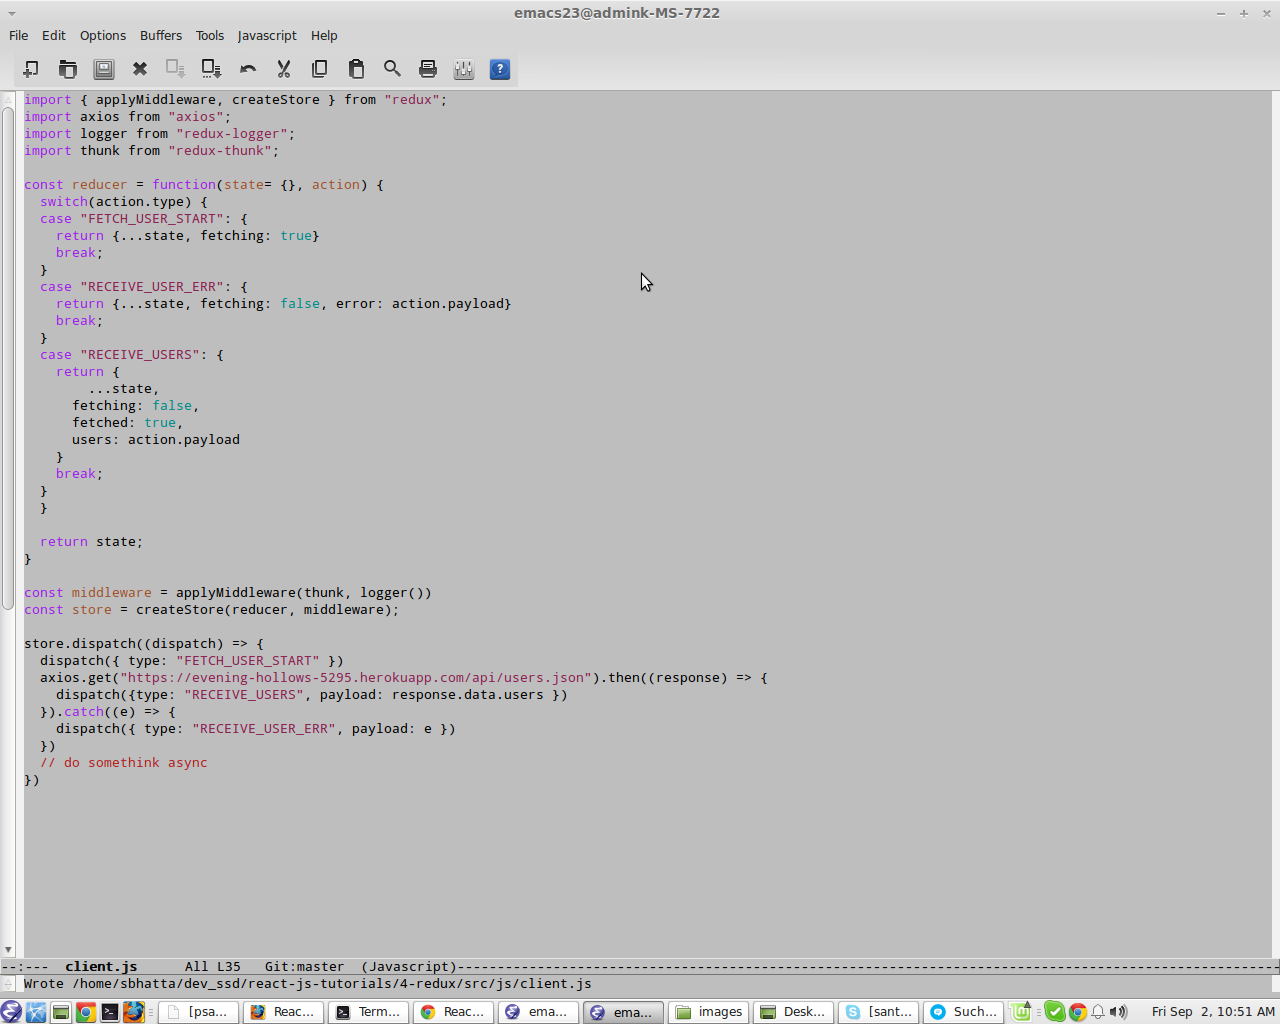 emacs23@admink-MS-7722
File Edit Options Buffers Tools Javascript Help
import { applyMiddleware, createStore } from "redux";
import axios from "axios";
import logger from "redux-logger";
import thunk from "redux-thunk";
const reducer = function(state= {}, action) {
  switch(action.type) {
  case "FETCH_USER_START": {
    return {...state, fetching: true}
    break;
  }
  case "RECEIVE_USER_ERR": {
    return {...state, fetching: false, error: action.payload}
    break;
  }
  case "RECEIVE_USERS": {
    return {
        ...state,
      fetching: false,
      fetched: true,
      users: action.payload
    }
    break;
  }
  }
  return state;
}
const middleware = applyMiddleware(thunk, logger())
const store = createStore(reducer, middleware);
store.dispatch((dispatch) => {
  dispatch({ type: "FETCH_USER_START" })
  axios.get("https://evening-hollows-5295.herokuapp.com/api/users.json").then((response) => {
    dispatch({type: "RECEIVE_USERS", payload: response.data.users })
  }).catch((e) => {
    dispatch({ type: "RECEIVE_USER_ERR", payload: e })
  })
  // do somethink async
})
--:--- client.js All L35 Git:master (Javascript)
Wrote /home/sbhatta/dev_ssd/react-js-tutorials/4-redux/src/js/client.js
[psa... Reac... Term... Reac... ema... ema... images Desk... [sant... Such... Fri Sep 2, 10:51 AM